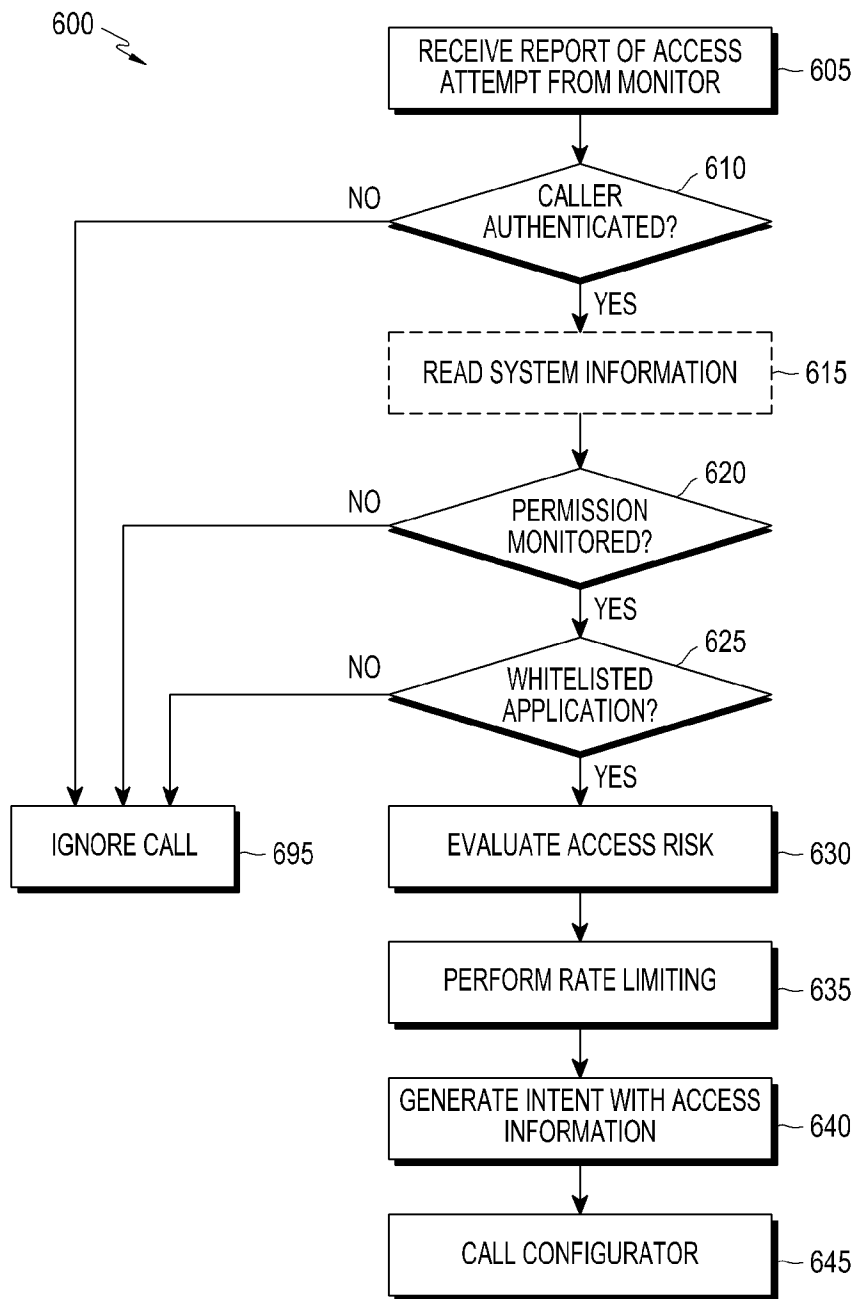 600
RECEIVE REPORT OF ACCESS
ATTEMPT FROM MONITOR
605
610
NO
CALLER
AUTHENTICATED?
YES
READ SYSTEM INFORMATION
615
620
NO
PERMISSION
MONITORED?
YES
625
NO
WHITELISTED
APPLICATION?
YES
IGNORE CALL
695
EVALUATE ACCESS RISK
630
PERFORM RATE LIMITING
635
GENERATE INTENT WITH ACCESS
INFORMATION
640
CALL CONFIGURATOR
645